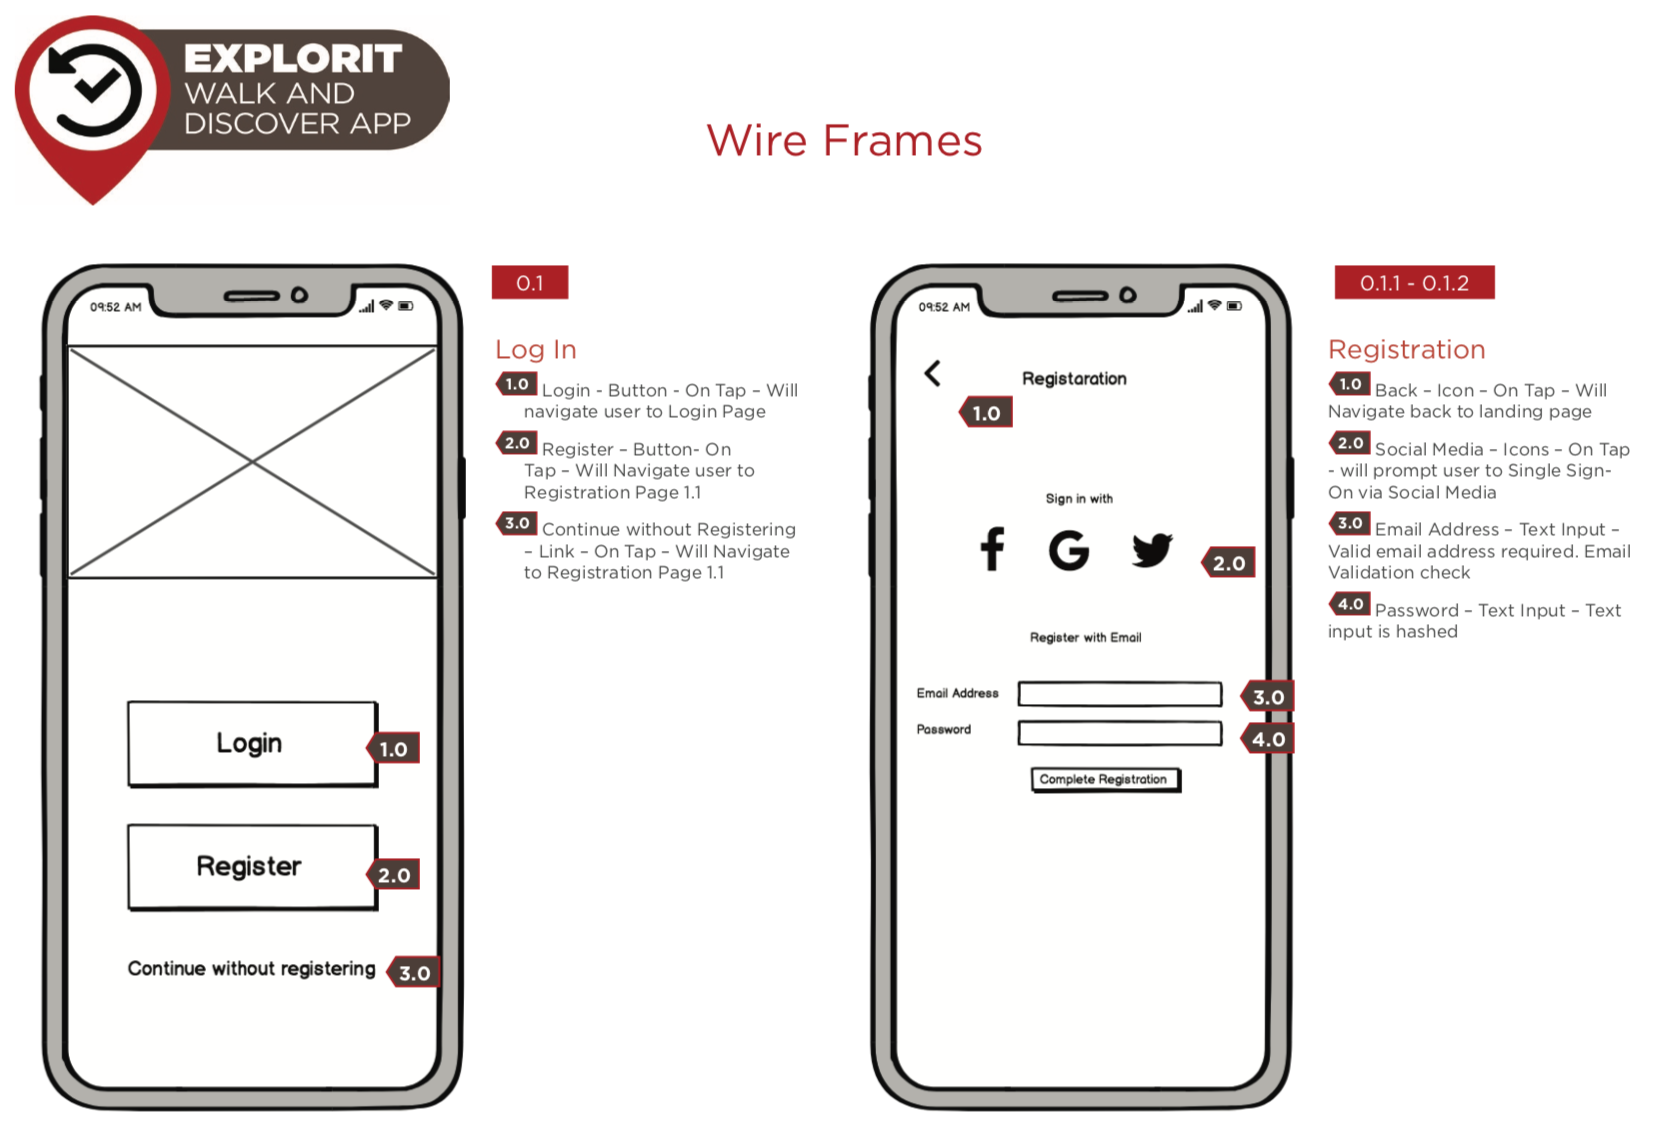 EXPLORIT
WALK AND
DISCOVER APP
Wire Frames
09:52 AM
Login
1.0
Register
2.0
Continue without registering
3.0
0.1
Log In
1.0 Login - Button - On Tap – Will
navigate user to Login Page
2.0 Register – Button- On
Tap – Will Navigate user to
Registration Page 1.1
3.0 Continue without Registering
– Link – On Tap – Will Navigate
to Registration Page 1.1
09:52 AM
Registaration
1.0
Sign in with
f G
2.0
Register with Email
Email Address
3.0
Password
4.0
Complete Registration
0.1.1 - 0.1.2
Registration
1.0 Back – Icon – On Tap – Will
Navigate back to landing page
2.0 Social Media – Icons – On Tap
- will prompt user to Single Sign-
On via Social Media
3.0 Email Address – Text Input –
Valid email address required. Email
Validation check
4.0 Password – Text Input – Text
input is hashed